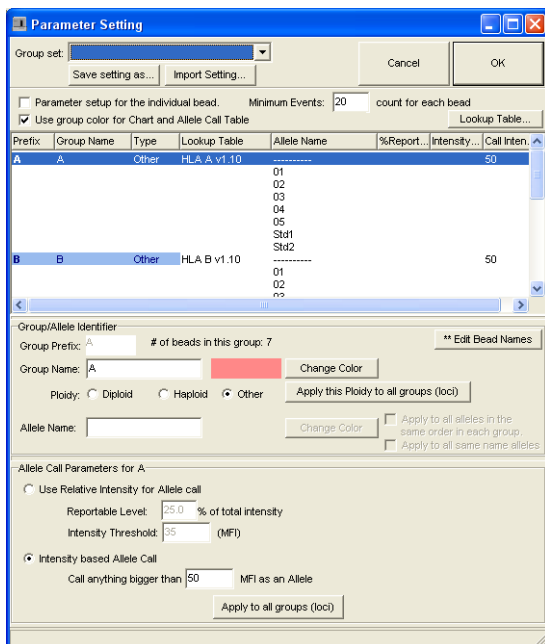 Parameter Setting
Group set:
Cancel
OK
Save setting as...
Import Setting...
Parameter setup for the individual bead.
Minimum Events: 20 count for each bead
Use group color for Chart and Allele Call Table
Lookup Table...
Prefix Group Name Type Lookup Table Allele Name %Report... Intensity... Call Inten.
A A Other HLA A v1.10 ---------- 50
01
02
03
04
05
Std1
Std2
B B Other HLA B v1.10 ---------- 50
01
02
03
Group/Allele Identifier
Group Prefix: A # of beads in this group: 7
** Edit Bead Names
Group Name: A
Change Color
Ploidy: Diploid Haploid Other
Apply this Ploidy to all groups (loci)
Allele Name:
Change Color
Apply to all alleles in the
same order in each group.
Apply to all same name alleles
Allele Call Parameters for A
Use Relative Intensity for Allele call
Reportable Level: 25.0 % of total intensity
Intensity Threshold: 35 (MFI)
Intensity based Allele Call
Call anything bigger than 50 MFI as an Allele
Apply to all groups (loci)